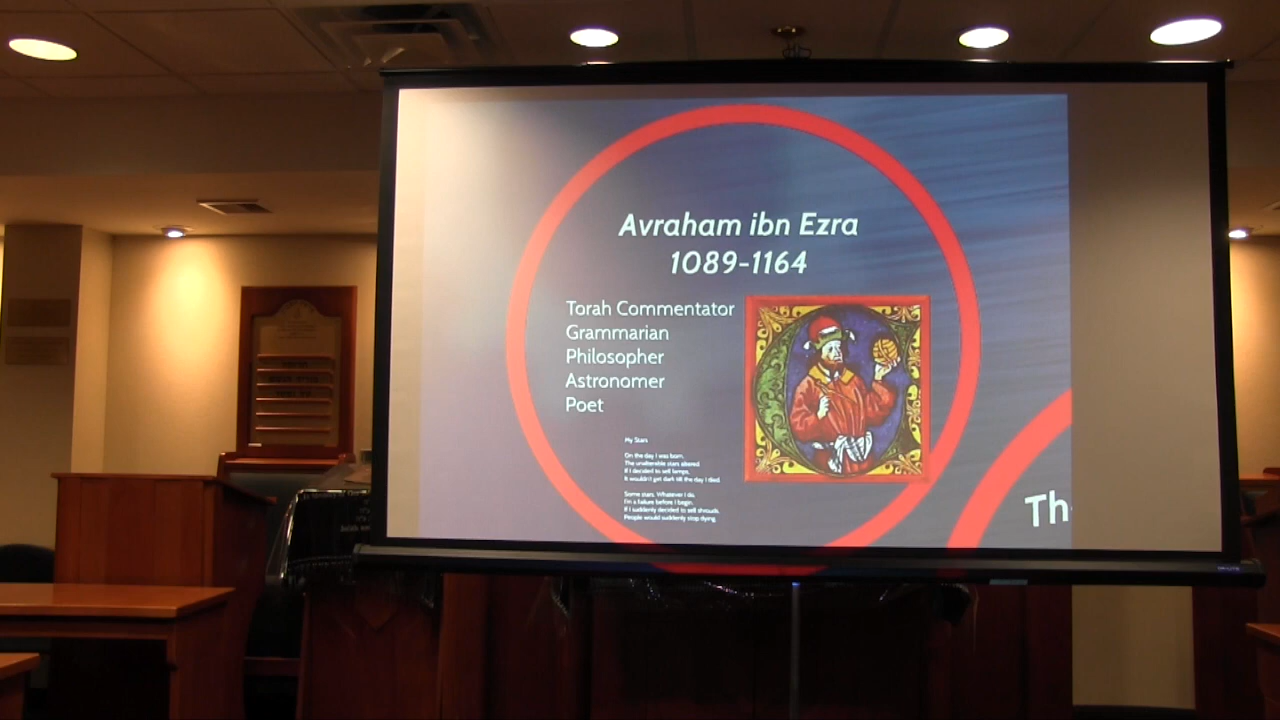 Avraham ibn Ezra
1089-1164
Torah Commentator
Grammarian
Philosopher
Astronomer
Poet
My Stars
On the day I was born,
The unalterable stars altered.
If I decided to sell lamps,
It wouldn't get dark till the day I died.
Some stars. Whatever I do,
I'm a failure before I begin.
If I suddenly decided to sell shrouds,
People would suddenly stop dying.
Th